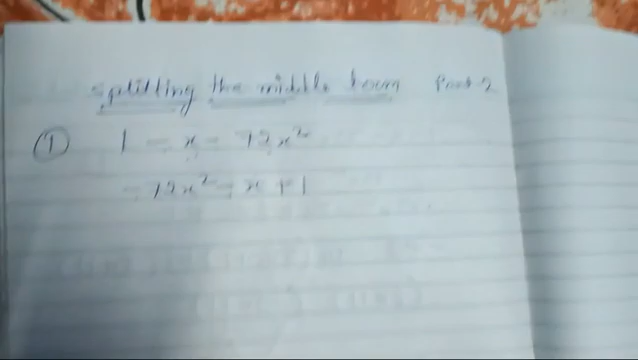 splitting the middle term Part-2
① 1 - x - 72x²
- 72x² - x + 1